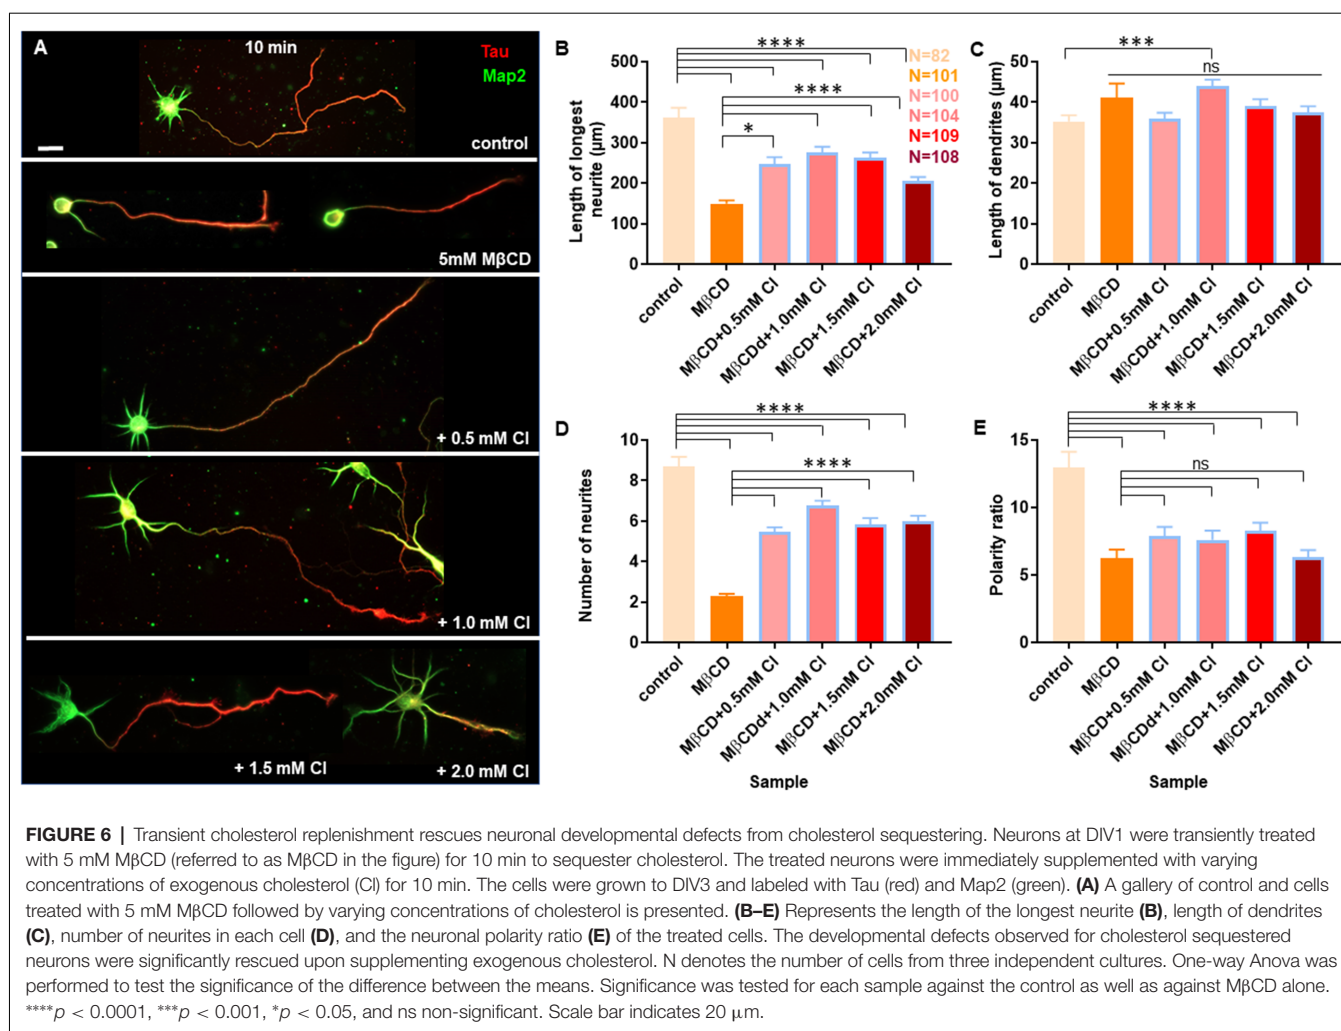 A
10 min
Tau
Map2
control
5mM MβCD
+ 0.5 mM Cl
+ 1.0 mM Cl
+ 1.5 mM Cl
+ 2.0 mM Cl
B
****
****
*
N=82
N=101
N=100
N=104
N=109
N=108
Length of longest
neurite (µm)
500
400
300
200
100
0
control
MβCD
MβCD+0.5mM Cl
MβCDd+1.0mM Cl
MβCD+1.5mM Cl
MβCD+2.0mM Cl
C
***
ns
Length of dendrites (µm)
50
40
30
20
10
0
control
MβCD
MβCD+0.5mM Cl
MβCDd+1.0mM Cl
MβCD+1.5mM Cl
MβCD+2.0mM Cl
D
****
****
Number of neurites
10
8
6
4
2
0
control
MβCD
MβCD+0.5mM Cl
MβCDd+1.0mM Cl
MβCD+1.5mM Cl
MβCD+2.0mM Cl
Sample
E
****
ns
Polarity ratio
15
10
5
0
control
MβCD
MβCD+0.5mM Cl
MβCDd+1.0mM Cl
MβCD+1.5mM Cl
MβCD+2.0mM Cl
Sample
FIGURE 6 | Transient cholesterol replenishment rescues neuronal developmental defects from cholesterol sequestering. Neurons at DIV1 were transiently treated
with 5 mM MβCD (referred to as MβCD in the figure) for 10 min to sequester cholesterol. The treated neurons were immediately supplemented with varying
concentrations of exogenous cholesterol (Cl) for 10 min. The cells were grown to DIV3 and labeled with Tau (red) and Map2 (green). (A) A gallery of control and cells
treated with 5 mM MβCD followed by varying concentrations of cholesterol is presented. (B–E) Represents the length of the longest neurite (B), length of dendrites
(C), number of neurites in each cell (D), and the neuronal polarity ratio (E) of the treated cells. The developmental defects observed for cholesterol sequestered
neurons were significantly rescued upon supplementing exogenous cholesterol. N denotes the number of cells from three independent cultures. One-way Anova was
performed to test the significance of the difference between the means. Significance was tested for each sample against the control as well as against MβCD alone.
****p < 0.0001, ***p < 0.001, *p < 0.05, and ns non-significant. Scale bar indicates 20 µm.